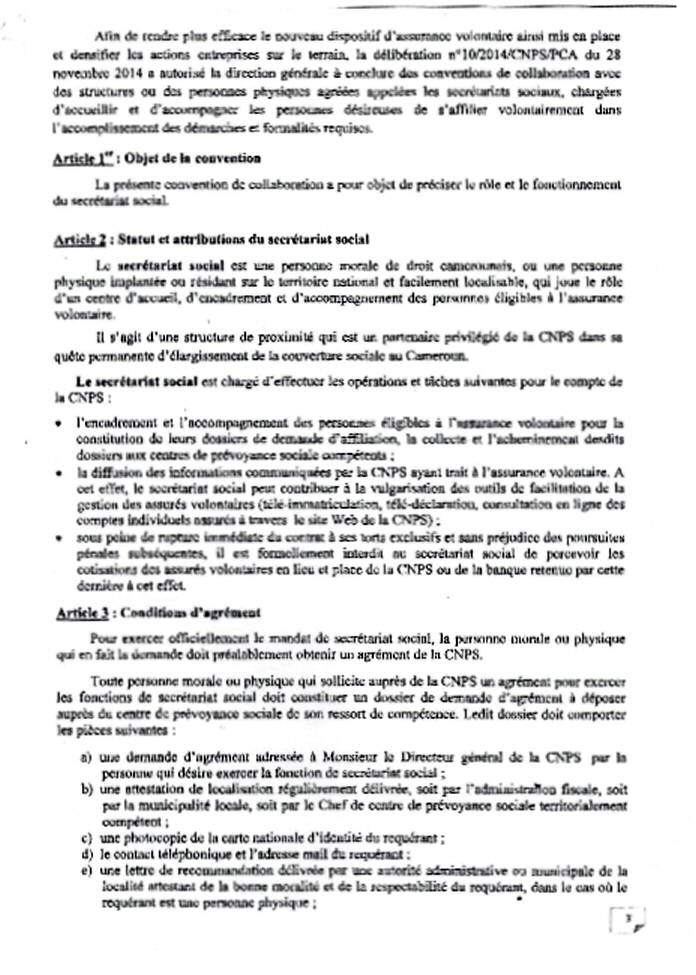 Afin de rendre plus efficace le nouveau dispositif d'assurance volontaire ainsi mis en place
et densifier les actions entreprises sur le terrain, la délibération n°10/2014/CNPS/PCA du 28
novembre 2014 a autorisé la direction générale à conclure des conventions de collaboration avec
des structures ou des personnes physiques agréées appelées les secrétariats sociaux, chargées
d'accueillir et d'accompagner les personnes désireuses de s'affilier volontairement dans
l'accomplissement des démarches et formalités requises.
Article 1er : Objet de la convention
La présente convention de collaboration a pour objet de préciser le rôle et le fonctionnement
du secrétariat social.
Article 2 : Statut et attributions du secrétariat social
Le secrétariat social est une personne morale de droit camerounais, ou une personne
physique implantée ou résidant sur le territoire national et facilement localisable, qui joue le rôle
d'un centre d'accueil, d'encadrement et d'accompagnement des personnes éligibles à l'assurance
volontaire.
Il s'agit d'une structure de proximité qui est un partenaire privilégié de la CNPS dans sa
quête permanente d'élargissement de la couverture sociale au Cameroun.
Le secrétariat social est chargé d'effectuer les opérations et tâches suivantes pour le compte de
la CNPS :
• l'encadrement et l'accompagnement des personnes éligibles à l'assurance volontaire pour la
constitution de leurs dossiers de demande d'affiliation, la collecte et l'acheminement desdits
dossiers aux centres de prévoyance sociale compétents ;
• la diffusion des informations communiquées par la CNPS ayant trait à l'assurance volontaire. A
cet effet, le secrétariat social peut contribuer à la vulgarisation des outils de facilitation de la
gestion des assurés volontaires (télé-immatriculation, télé-déclaration, consultation en ligne des
comptes individuels assurés à travers le site Web de la CNPS) ;
• sous peine de rupture immédiate du contrat à ses torts exclusifs et sans préjudice des poursuites
pénales subséquentes, il est formellement interdit au secrétariat social de percevoir les
cotisations des assurés volontaires en lieu et place de la CNPS ou de la banque retenue par cette
dernière à cet effet.
Article 3 : Conditions d'agrément
Pour exercer officiellement le mandat de secrétariat social, la personne morale ou physique
qui en fait la demande doit préalablement obtenir un agrément de la CNPS.
Toute personne morale ou physique qui sollicite auprès de la CNPS un agrément pour exercer
les fonctions de secrétariat social doit constituer un dossier de demande d'agrément à déposer
auprès du centre de prévoyance sociale de son ressort de compétence. Ledit dossier doit comporter
les pièces suivantes :
a) une demande d'agrément adressée à Monsieur le Directeur général de la CNPS par la
personne qui désire exercer la fonction de secrétariat social ;
b) une attestation de localisation régulièrement délivrée, soit par l'administration fiscale, soit
par la municipalité locale, soit par le Chef de centre de prévoyance sociale territorialement
compétent ;
c) une photocopie de la carte nationale d'identité du requérant ;
d) le contact téléphonique et l'adresse mail du requérant ;
e) une lettre de recommandation délivrée par une autorité administrative ou municipale de la
localité attestant de la bonne moralité et de la respectabilité du requérant, dans le cas où le
requérant est une personne physique ;
3